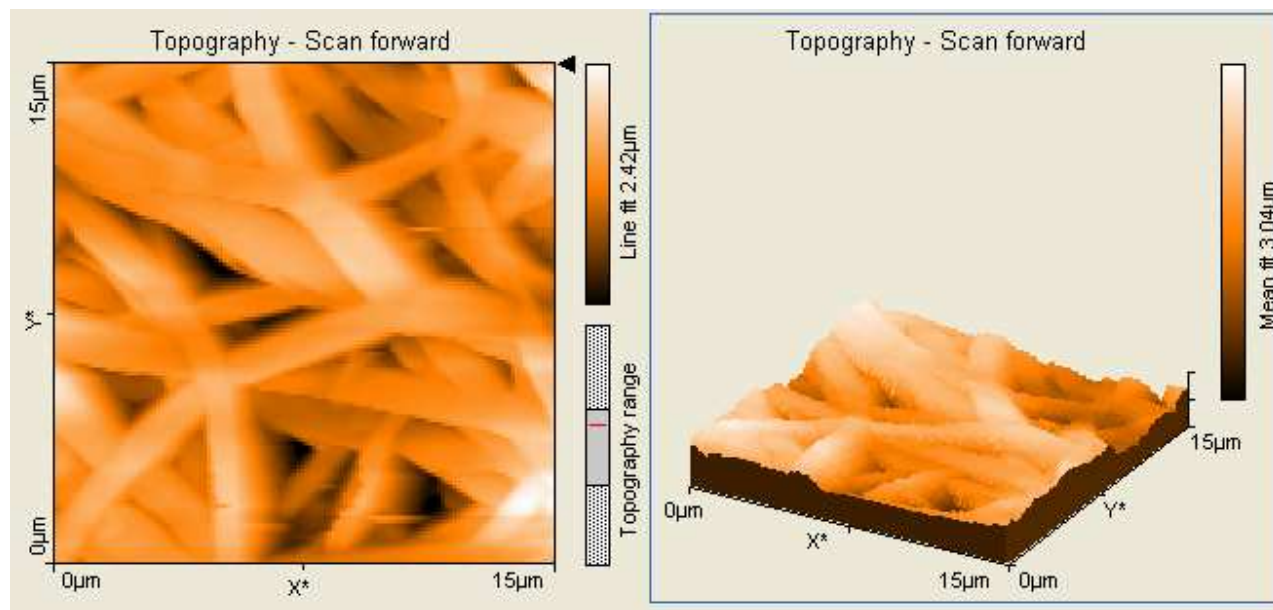 Topography - Scan forward
15µm
Y*
0µm
0µm
X*
15µm
Line fit 2.42µm
Topography range
Topography - Scan forward
Mean fit 3.04µm
0µm
X*
15µm
0µm
Y*
15µm